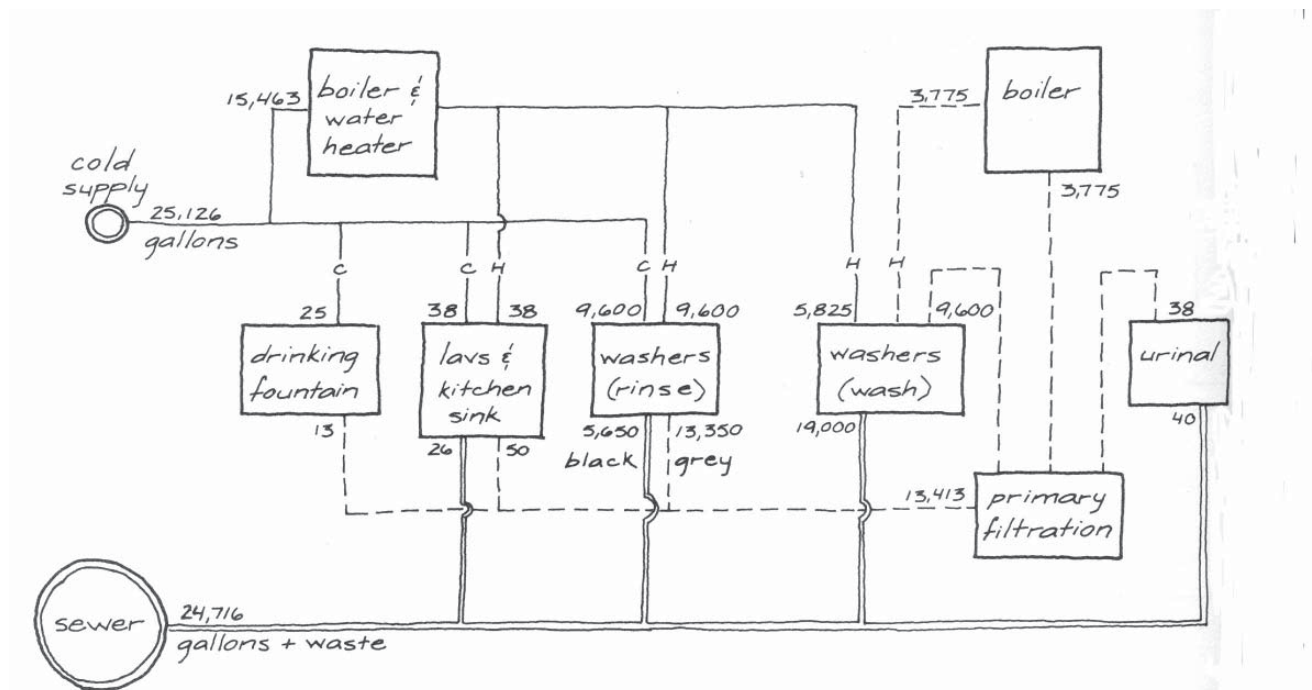 15,463
boiler &
water
heater
3,775
boiler
3,775
cold
supply
25,126
gallons
C
C
H
C
H
H
H
25
38
38
9,600
9,600
5,825
9,600
38
drinking
fountain
lavs &
kitchen
sink
washers
(rinse)
washers
(wash)
urinal
13
26
50
5,650
13,350
black
grey
19,000
40
13,413
primary
filtration
sewer
24,716
gallons + waste